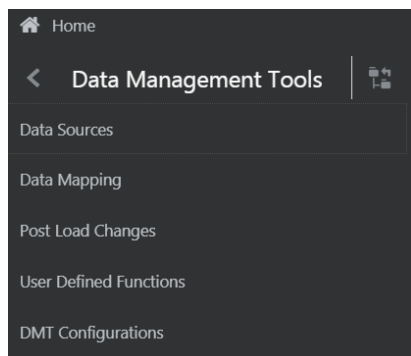 Home
Data Management Tools
Data Sources
Data Mapping
Post Load Changes
User Defined Functions
DMT Configurations